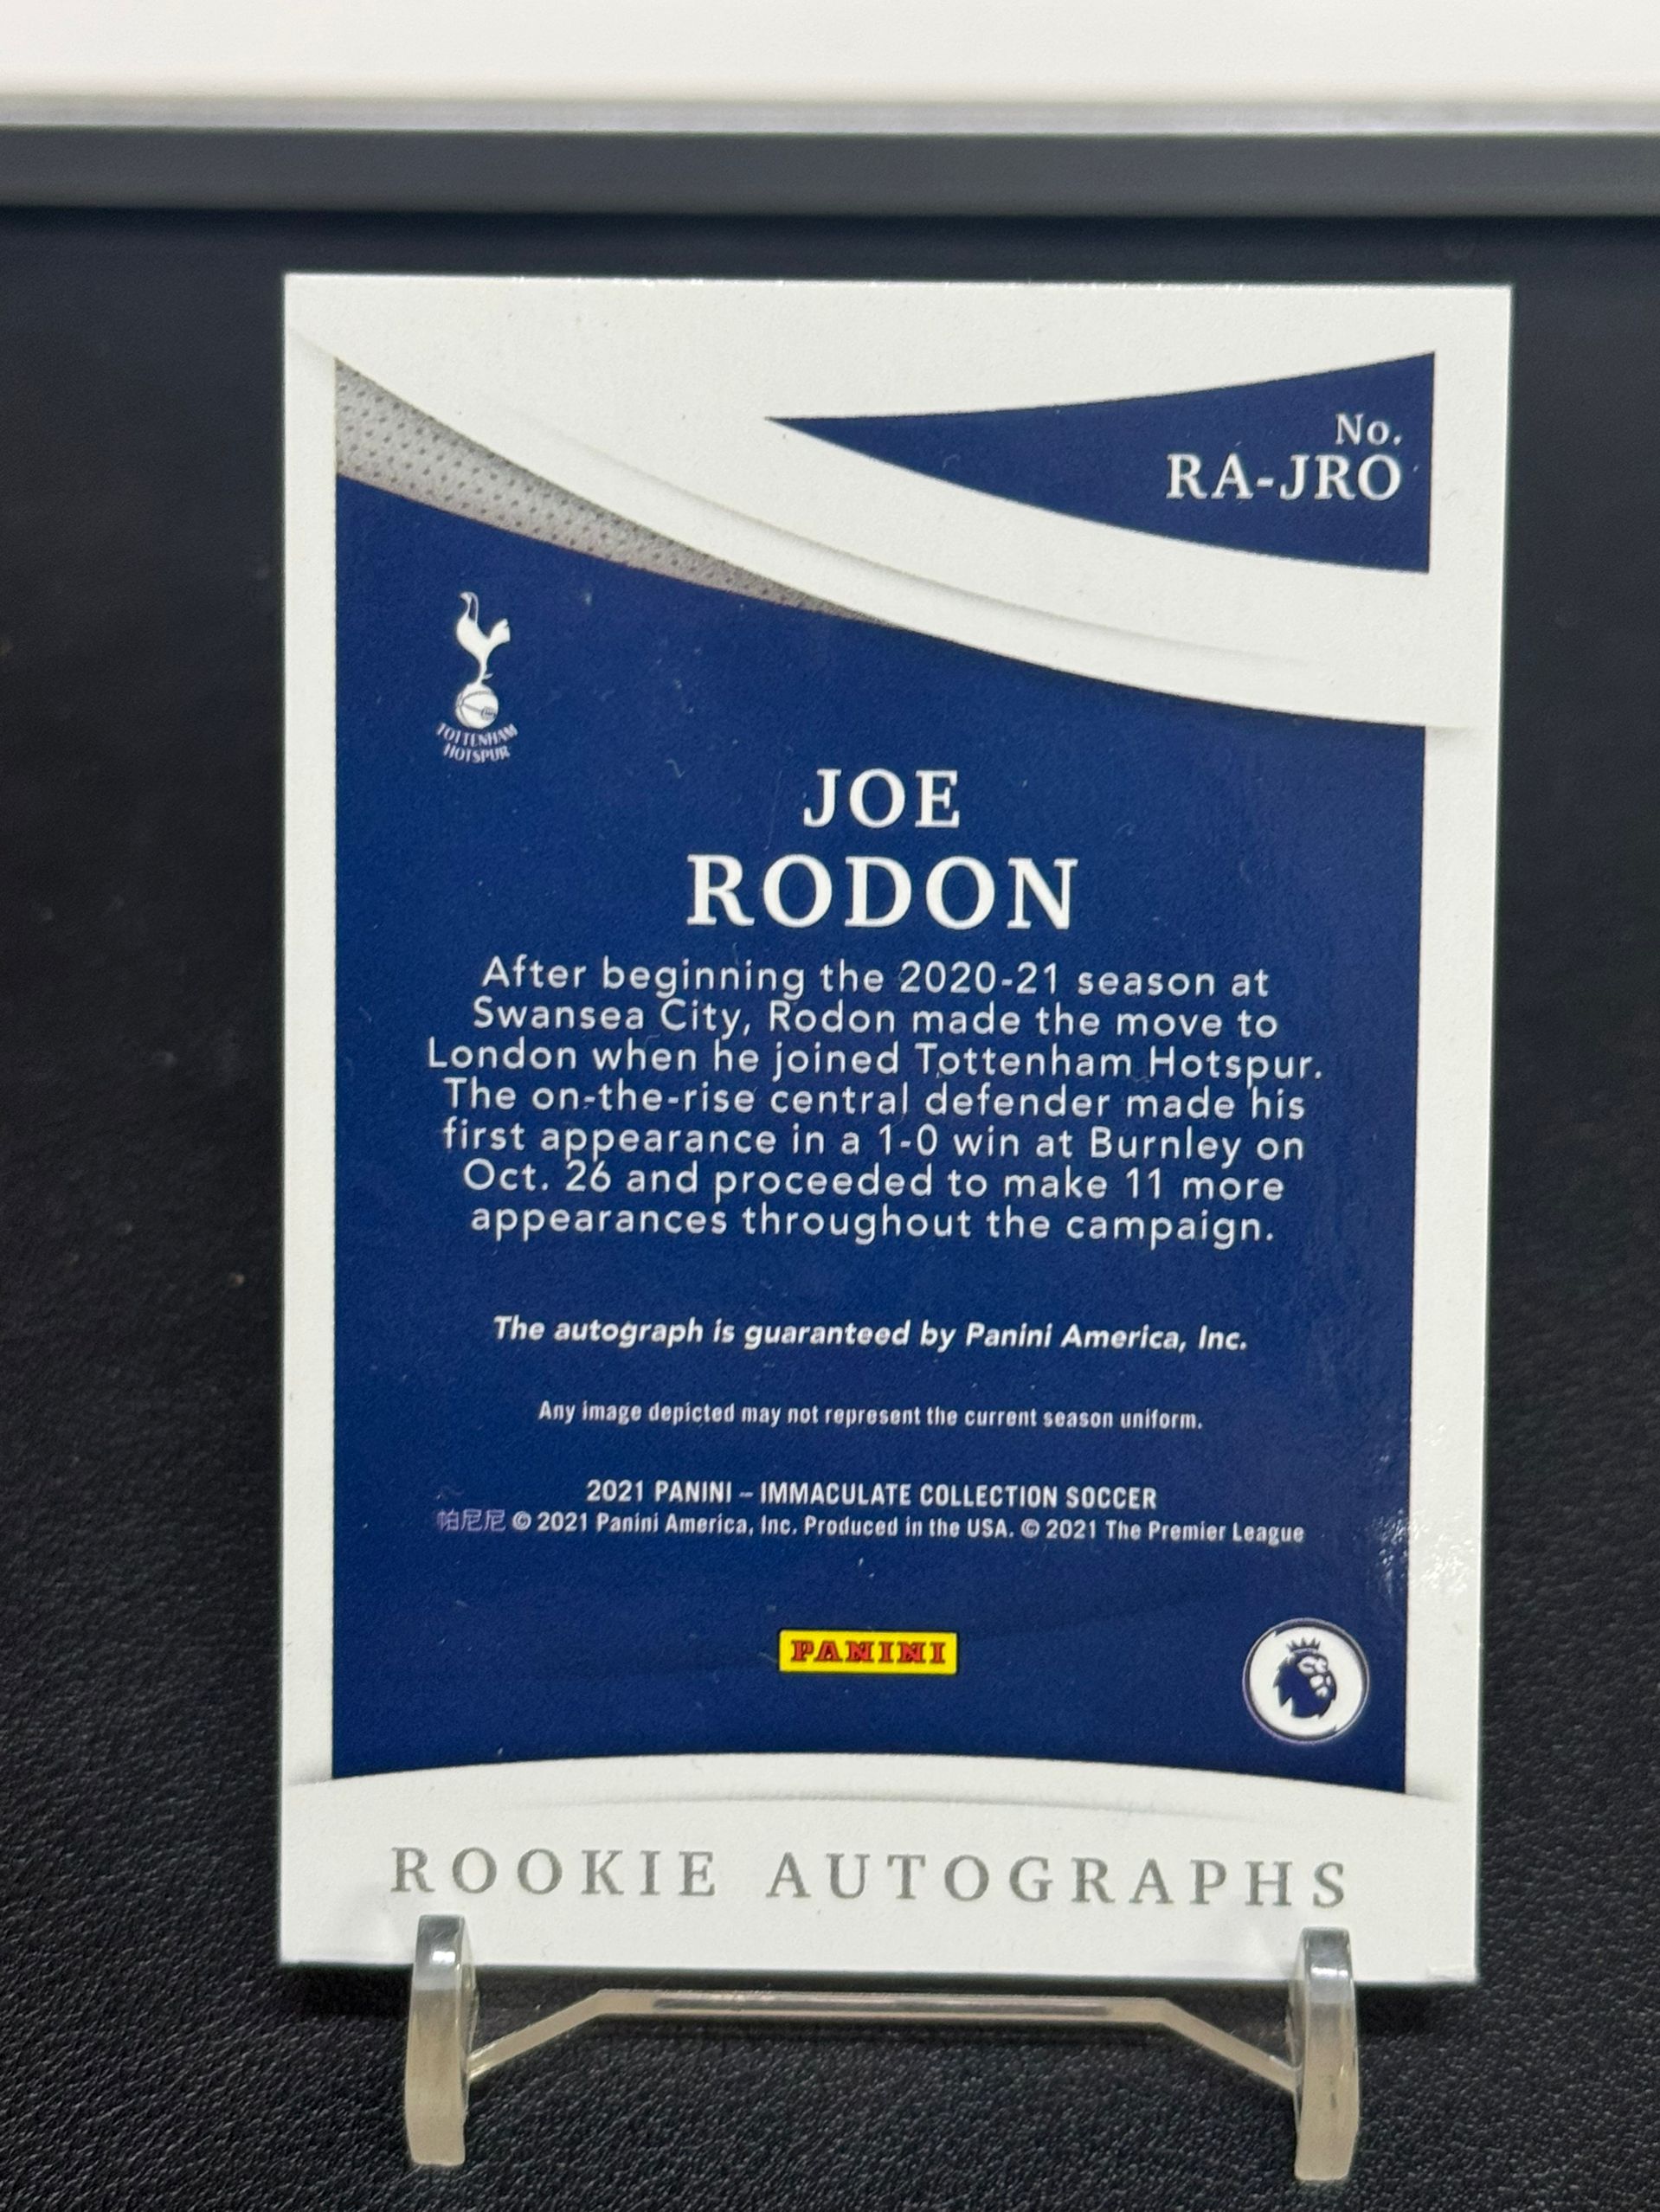 No.
RA-JRO
TOTTENHAM
HOTSPUR
JOE
RODON
After beginning the 2020-21 season at
Swansea City, Rodon made the move to
London when he joined Tottenham Hotspur.
The on-the-rise central defender made his
first appearance in a 1-0 win at Burnley on
Oct. 26 and proceeded to make 11 more
appearances throughout the campaign.
The autograph is guaranteed by Panini America, Inc.
Any image depicted may not represent the current season uniform.
2021 PANINI – IMMACULATE COLLECTION SOCCER
帕尼尼 © 2021 Panini America, Inc. Produced in the USA. © 2021 The Premier League
PANINI
ROOKIE AUTOGRAPHS